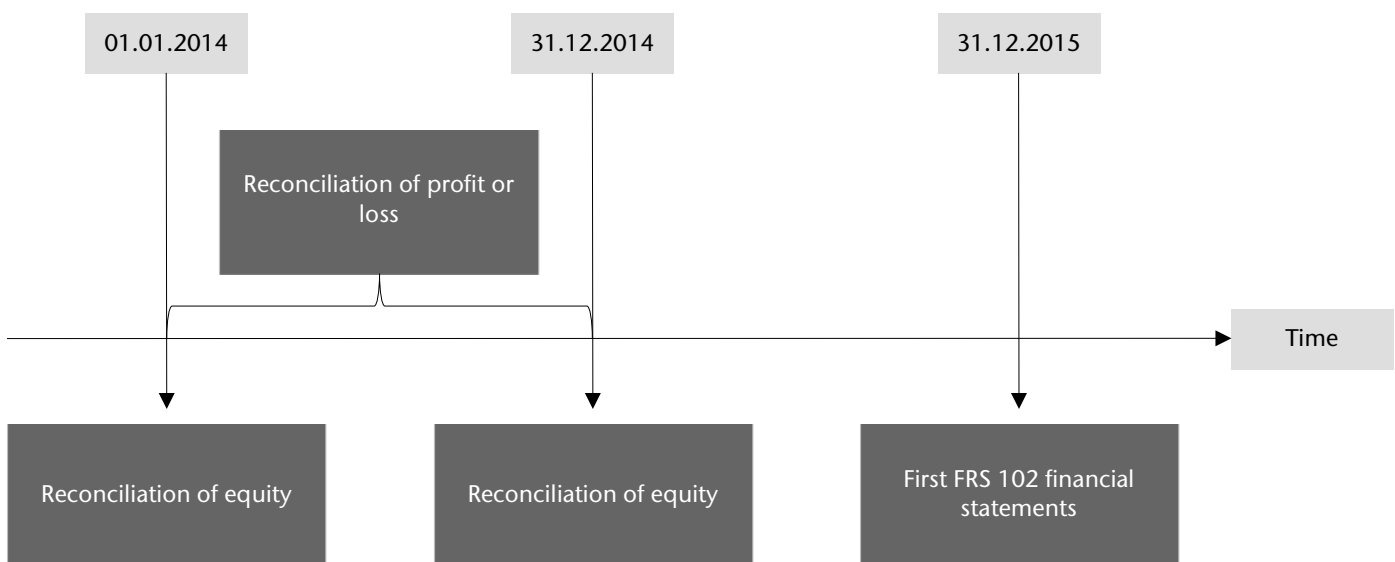 01.01.2014
31.12.2014
31.12.2015
Reconciliation of profit or
loss
Time
Reconciliation of equity
Reconciliation of equity
First FRS 102 financial
statements